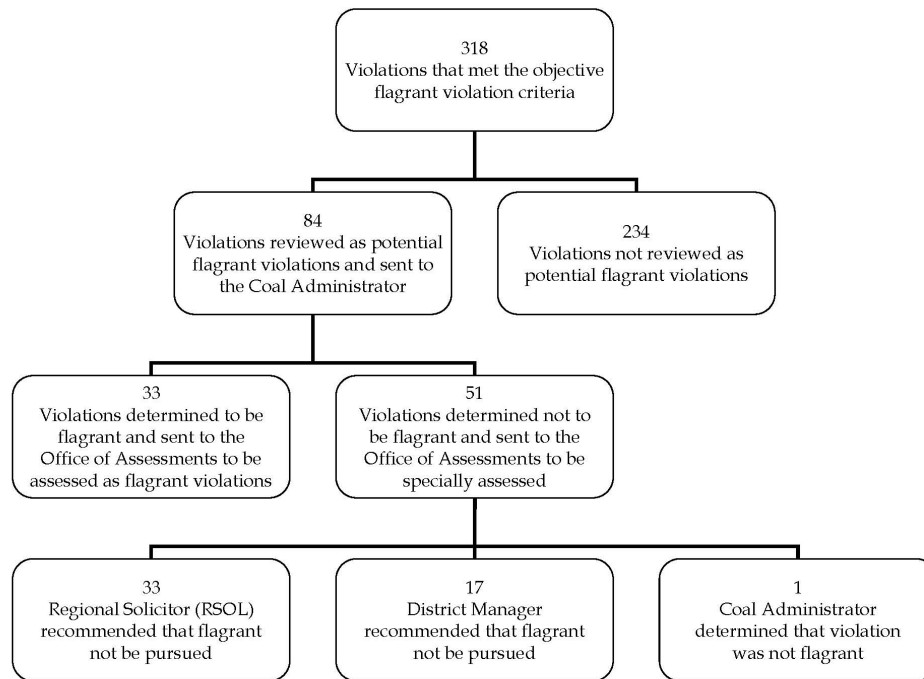 318
Violations that met the objective
flagrant violation criteria
84
Violations reviewed as potential
flagrant violations and sent to
the Coal Administrator
234
Violations not reviewed as
potential flagrant violations
33
Violations determined to be
flagrant and sent to the
Office of Assessments to be
assessed as flagrant violations
51
Violations determined not to
be flagrant and sent to the
Office of Assessments to be
specially assessed
33
Regional Solicitor (RSOL)
recommended that flagrant
not be pursued
17
District Manager
recommended that flagrant
not be pursued
1
Coal Administrator
determined that violation
was not flagrant